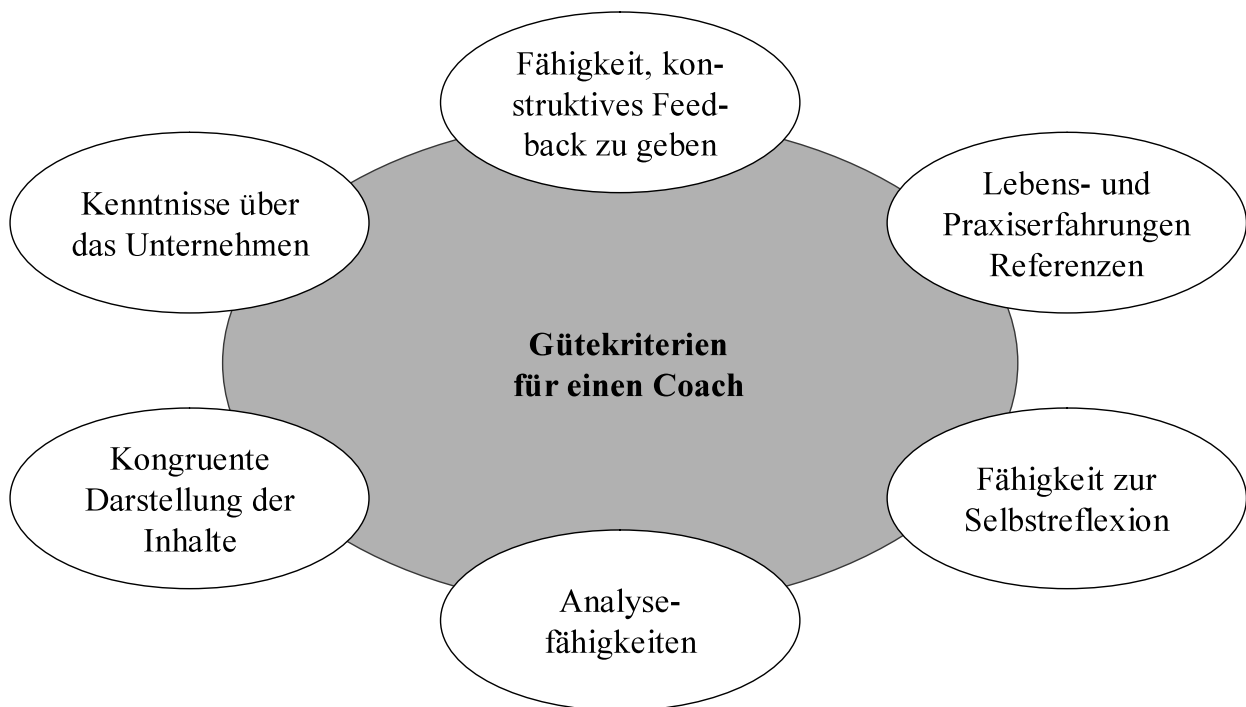 Fähigkeit, kon-
struktives Feed-
back zu geben
Kenntnisse über
das Unternehmen
Lebens- und
Praxiserfahrungen
Referenzen
Gütekriterien
für einen Coach
Kongruente
Darstellung der
Inhalte
Fähigkeit zur
Selbstreflexion
Analyse-
fähigkeiten